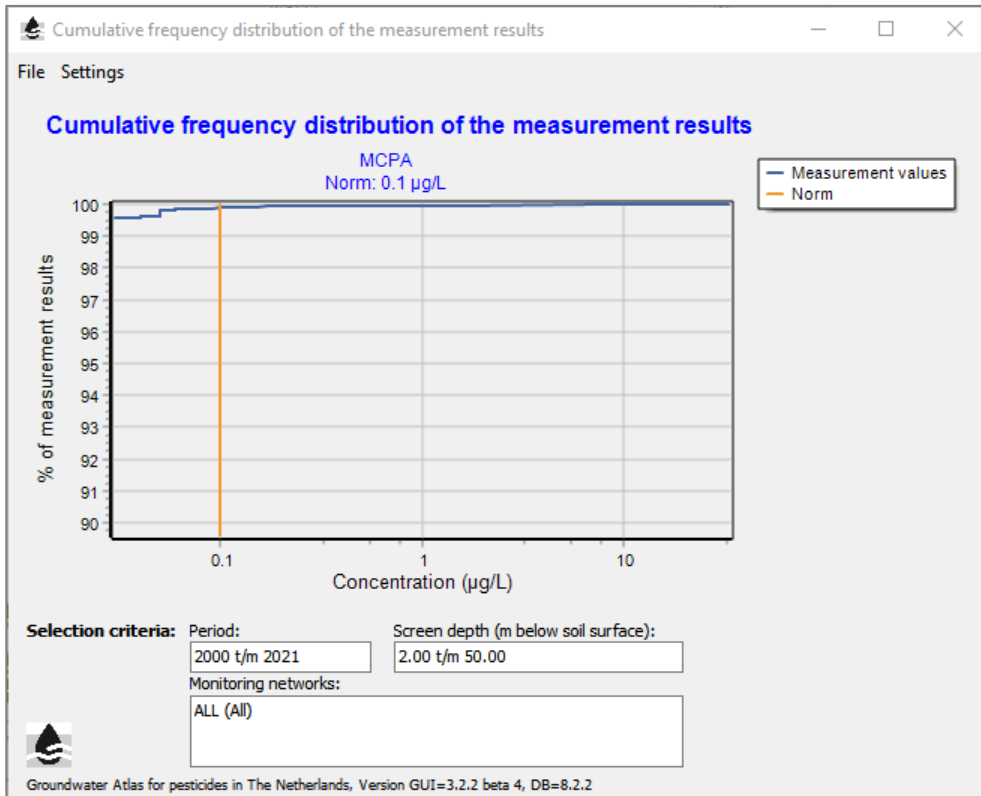 Cumulative frequency distribution of the measurement results
File Settings
Cumulative frequency distribution of the measurement results
MCPA
Norm: 0.1 µg/L
Measurement values
Norm
% of measurement results
100
99
98
97
96
95
94
93
92
91
90
0.1 1 10
Concentration (µg/L)
Selection criteria: Period: Screen depth (m below soil surface):
2000 t/m 2021 2.00 t/m 50.00
Monitoring networks:
ALL (All)
Groundwater Atlas for pesticides in The Netherlands, Version GUI=3.2.2 beta 4, DB=8.2.2